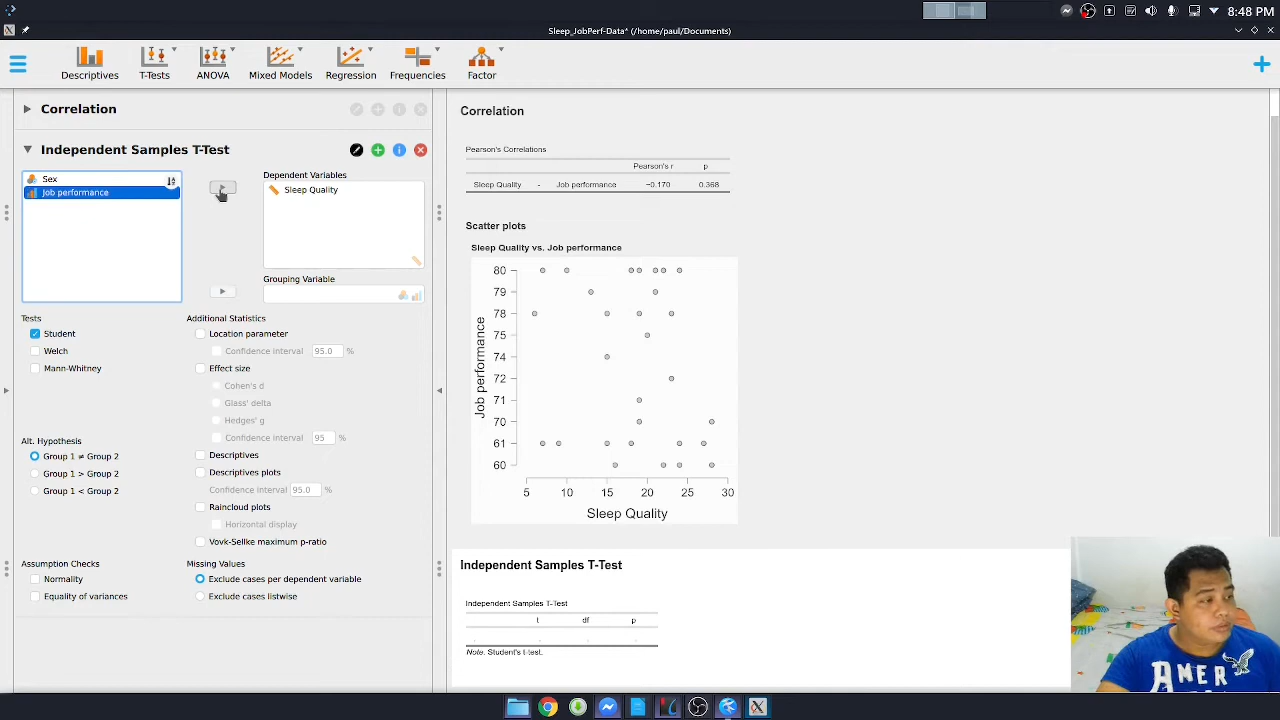 8:48 PM
Sleep_JobPerf-Data* (/home/paul/Documents)
Descriptives
T-Tests
ANOVA
Mixed Models
Regression
Frequencies
Factor
Correlation
Independent Samples T-Test
Sex
Job performance
Dependent Variables
Sleep Quality
Grouping Variable
Tests
Student
Welch
Mann-Whitney
Additional Statistics
Location parameter
Confidence interval 95.0 %
Effect size
Cohen's d
Glass' delta
Hedges' g
Confidence interval 95 %
Alt. Hypothesis
Group 1 ≠ Group 2
Group 1 > Group 2
Group 1 < Group 2
Descriptives
Descriptives plots
Confidence interval 95.0 %
Raincloud plots
Horizontal display
Vovk-Sellke maximum p-ratio
Assumption Checks
Normality
Equality of variances
Missing Values
Exclude cases per dependent variable
Exclude cases listwise
Correlation
Pearson's Correlations
Pearson's r p
Sleep Quality - Job performance −0.170 0.368
Scatter plots
Sleep Quality vs. Job performance
80
79
78
75
74
72
71
70
61
60
Job performance
5 10 15 20 25 30
Sleep Quality
Independent Samples T-Test
Independent Samples T-Test
t df p
Note. Student's t-test.
AMER